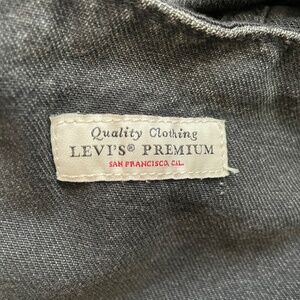 Quality Clothing
LEVI'S® PREMIUM
SAN FRANCISCO, CAL.